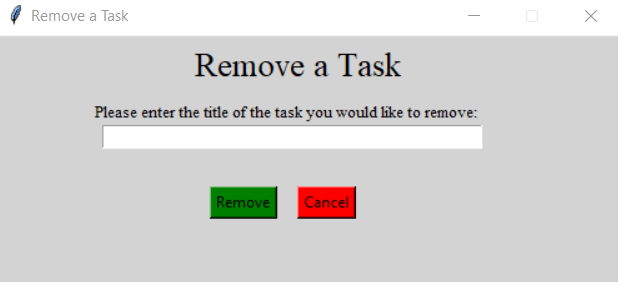 Remove a Task
Remove a Task
Please enter the title of the task you would like to remove:
Remove Cancel